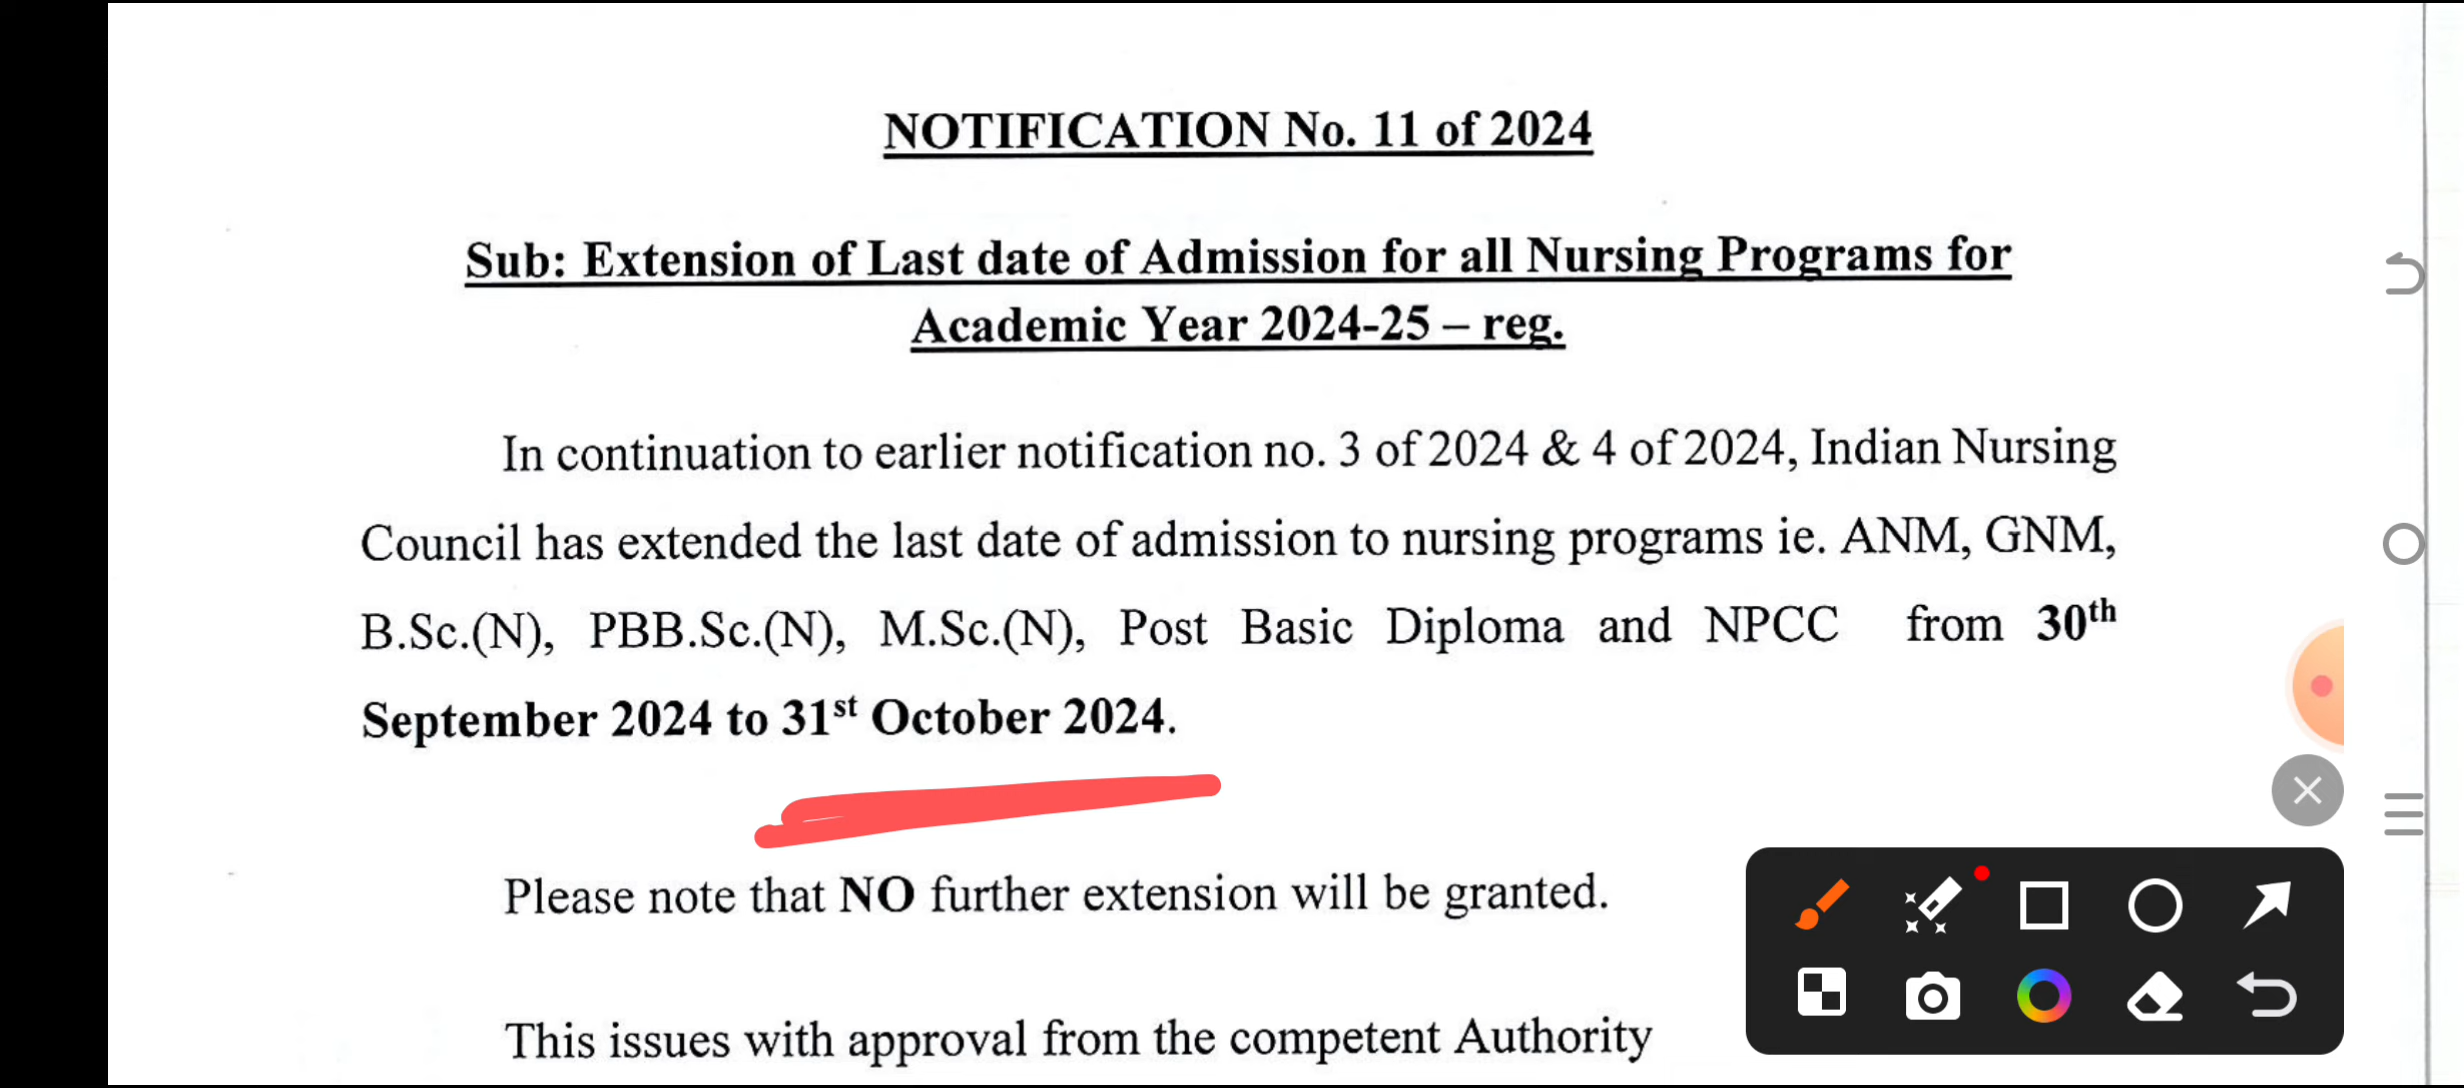 NOTIFICATION No. 11 of 2024
Sub: Extension of Last date of Admission for all Nursing Programs for
Academic Year 2024-25 – reg.
In continuation to earlier notification no. 3 of 2024 & 4 of 2024, Indian Nursing
Council has extended the last date of admission to nursing programs ie. ANM, GNM,
B.Sc.(N), PBB.Sc.(N), M.Sc.(N), Post Basic Diploma and NPCC from 30th
September 2024 to 31st October 2024.
Please note that NO further extension will be granted.
This issues with approval from the competent Authority